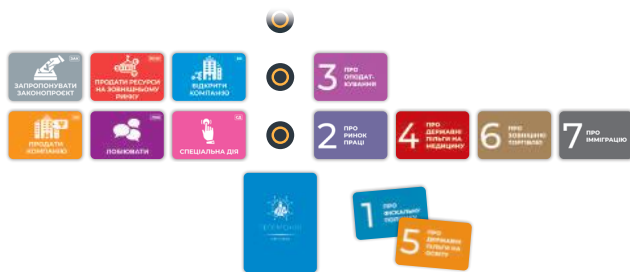 ЗАПРОПОНУВАТИ
ЗАКОНОПРОЄКТ
ПРОДАТИ РЕСУРСИ
НА ЗОВНІШНЬОМУ
РИНКУ
ВІДКРИТИ
КОМПАНІЮ
3 ПРО
ОПОДАТ-
КУВАННЯ
ПРОДАТИ
КОМПАНІЮ
ЛОБІЮВАТИ
СПЕЦІАЛЬНА ДІЯ
2 ПРО
РИНОК
ПРАЦІ
4 ПРО
ДЕРЖАВНІ
ПІЛЬГИ НА
МЕДИЦИНУ
6 ПРО
ЗОВНІШНЮ
ТОРГІВЛЮ
7 ПРО
ІММІГРАЦІЮ
1 ПРО
ФІСКАЛЬНУ
5 ПРО
ДЕРЖАВНІ
ПІЛЬГИ НА
ОСВІТУ